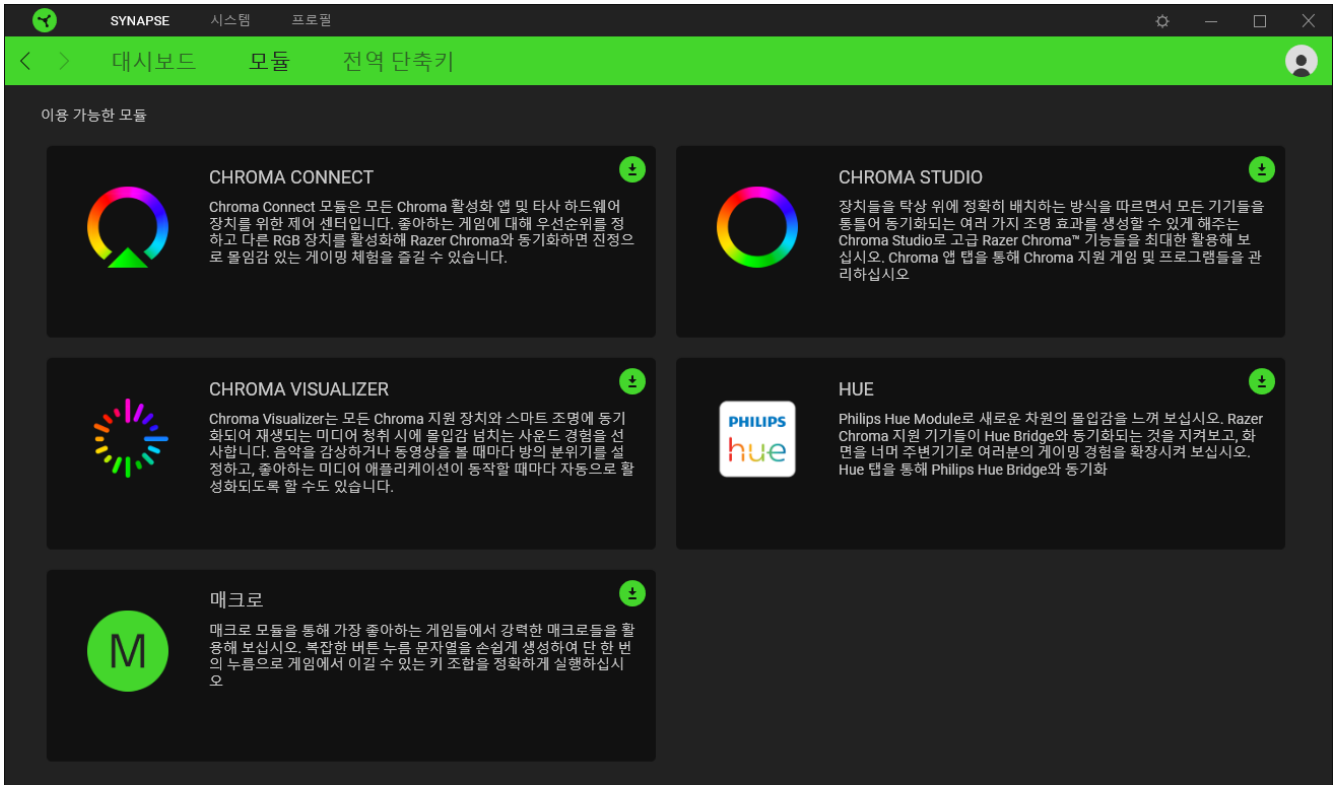 SYNAPSE 시스템 프로필
대시보드 모듈 전역 단축키
이용 가능한 모듈
CHROMA CONNECT
Chroma Connect 모듈은 모든 Chroma 활성화 앱 및 타사 하드웨어
장치를 위한 제어 센터입니다. 좋아하는 게임에 대해 우선순위를 정
하고 다른 RGB 장치를 활성화해 Razer Chroma와 동기화하면 진정으
로 몰입감 있는 게이밍 체험을 즐길 수 있습니다.
CHROMA STUDIO
장치들을 탁상 위에 정확히 배치하는 방식을 따르면서 모든 기기들을
통틀어 동기화되는 여러 가지 조명 효과를 생성할 수 있게 해주는
Chroma Studio로 고급 Razer Chroma™ 기능들을 최대한 활용해 보
십시오. Chroma 앱 탭을 통해 Chroma 지원 게임 및 프로그램들을 관
리하십시오
CHROMA VISUALIZER
Chroma Visualizer는 모든 Chroma 지원 장치와 스마트 조명에 동기
화되어 재생되는 미디어 청취 시에 몰입감 넘치는 사운드 경험을 선
사합니다. 음악을 감상하거나 동영상을 볼 때마다 방의 분위기를 설
정하고, 좋아하는 미디어 애플리케이션이 동작할 때마다 자동으로 활
성화되도록 할 수도 있습니다.
PHILIPS
hue
HUE
Philips Hue Module로 새로운 차원의 몰입감을 느껴 보십시오. Razer
Chroma 지원 기기들이 Hue Bridge와 동기화되는 것을 지켜보고, 화
면을 너머 주변기기로 여러분의 게이밍 경험을 확장시켜 보십시오.
Hue 탭을 통해 Philips Hue Bridge와 동기화
M
매크로
매크로 모듈을 통해 가장 좋아하는 게임들에서 강력한 매크로들을 활
용해 보십시오. 복잡한 버튼 누름 문자열을 손쉽게 생성하여 단 한 번
의 누름으로 게임에서 이길 수 있는 키 조합을 정확하게 실행하십시
오